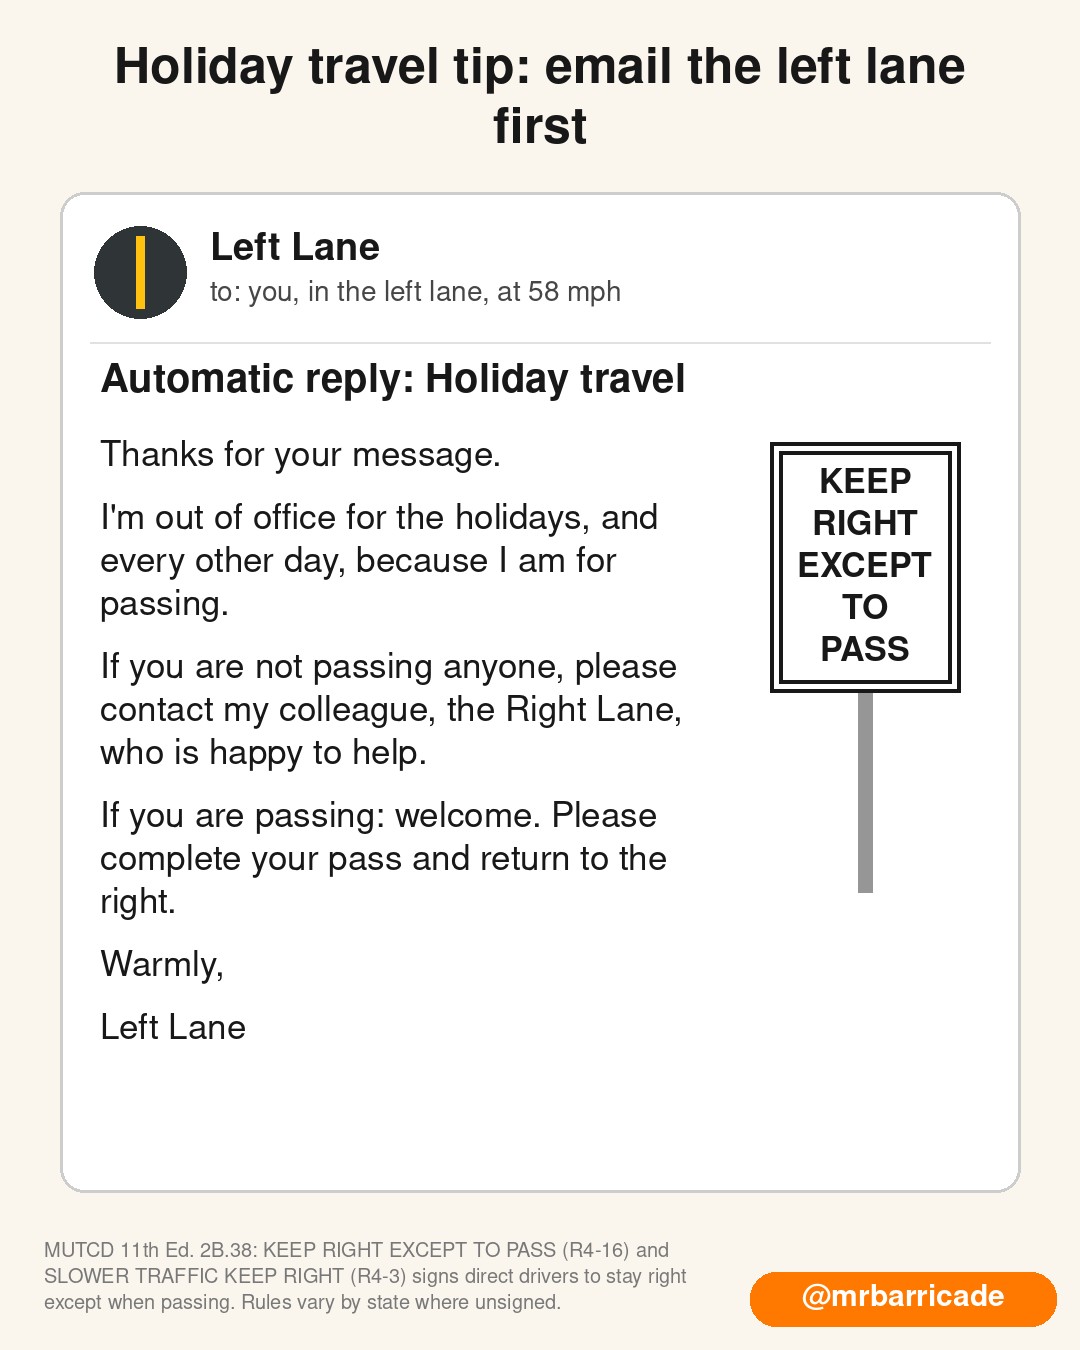 Holiday travel tip: email the left lane
first
Left Lane
to: you, in the left lane, at 58 mph
Automatic reply: Holiday travel
Thanks for your message.
I'm out of office for the holidays, and
every other day, because I am for
passing.
If you are not passing anyone, please
contact my colleague, the Right Lane,
who is happy to help.
If you are passing: welcome. Please
complete your pass and return to the
right.
Warmly,
Left Lane
KEEP
RIGHT
EXCEPT
TO
PASS
MUTCD 11th Ed. 2B.38: KEEP RIGHT EXCEPT TO PASS (R4-16) and
SLOWER TRAFFIC KEEP RIGHT (R4-3) signs direct drivers to stay right
except when passing. Rules vary by state where unsigned.
@mrbarricade